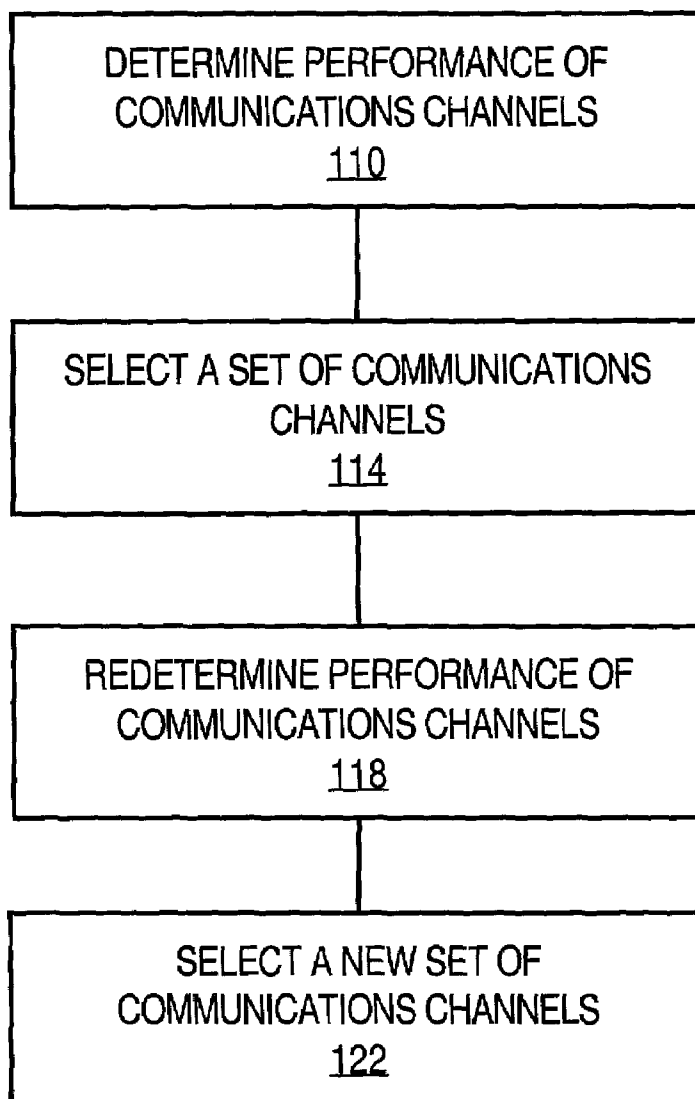 DETERMINE PERFORMANCE OF
COMMUNICATIONS CHANNELS
110
SELECT A SET OF COMMUNICATIONS
CHANNELS
114
REDETERMINE PERFORMANCE OF
COMMUNICATIONS CHANNELS
118
SELECT A NEW SET OF
COMMUNICATIONS CHANNELS
122